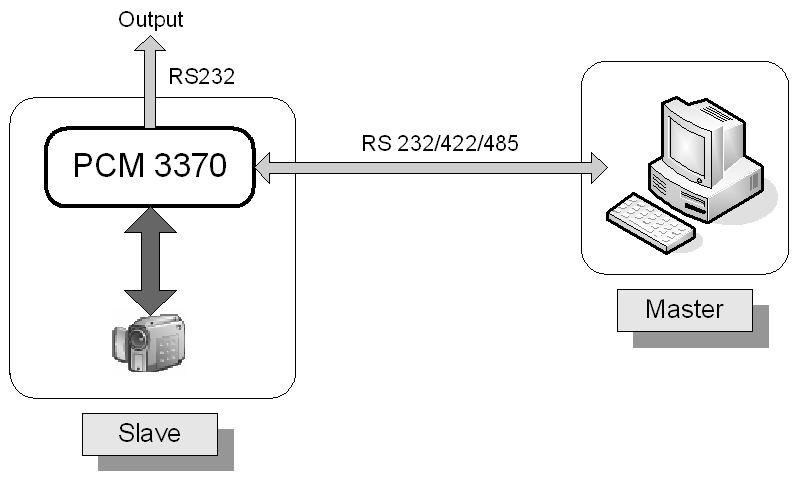 Output
RS232
RS 232/422/485
PCM 3370
Master
Slave